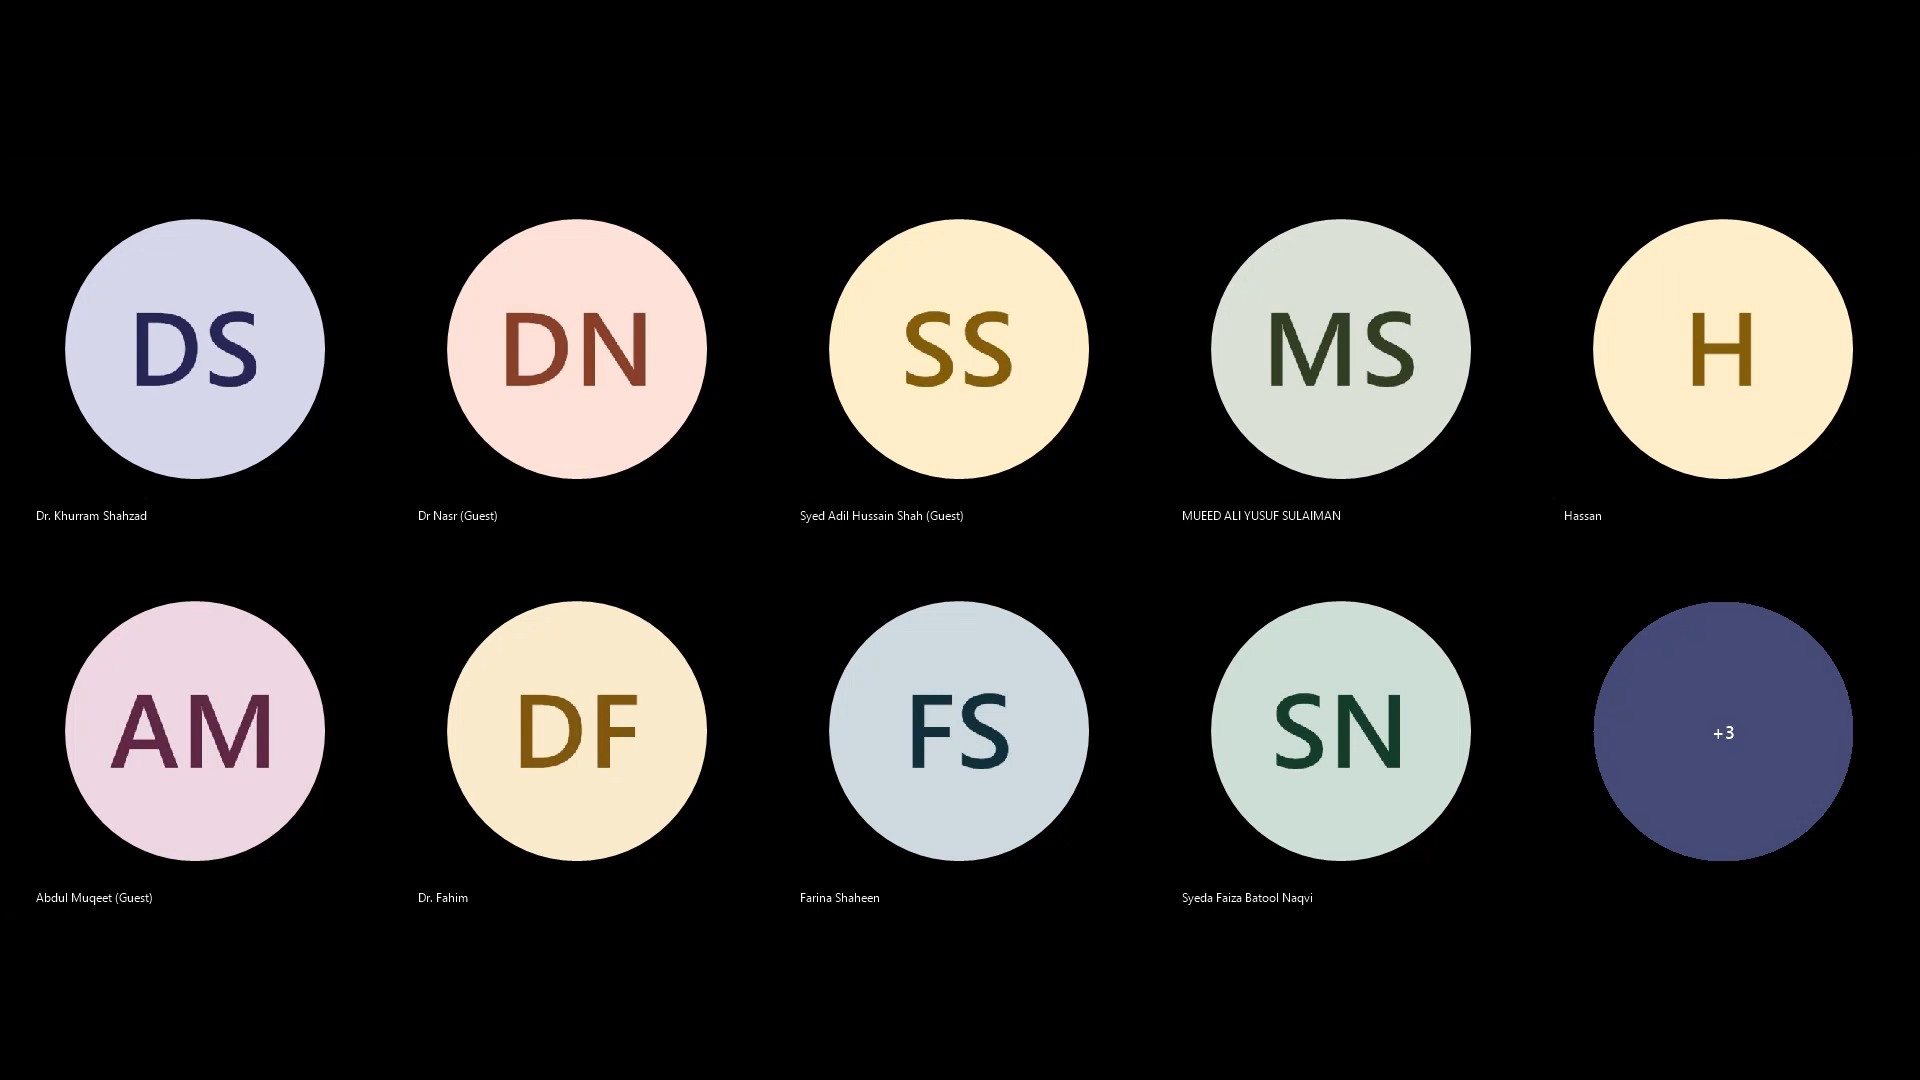 DS
DN
SS
MS
H
Dr. Khurram Shahzad
Dr Nasr (Guest)
Syed Adil Hussain Shah (Guest)
MUEED ALI YUSUF SULAIMAN
Hassan
AM
DF
FS
SN
+3
Abdul Muqeet (Guest)
Dr. Fahim
Farina Shaheen
Syeda Faiza Batool Naqvi